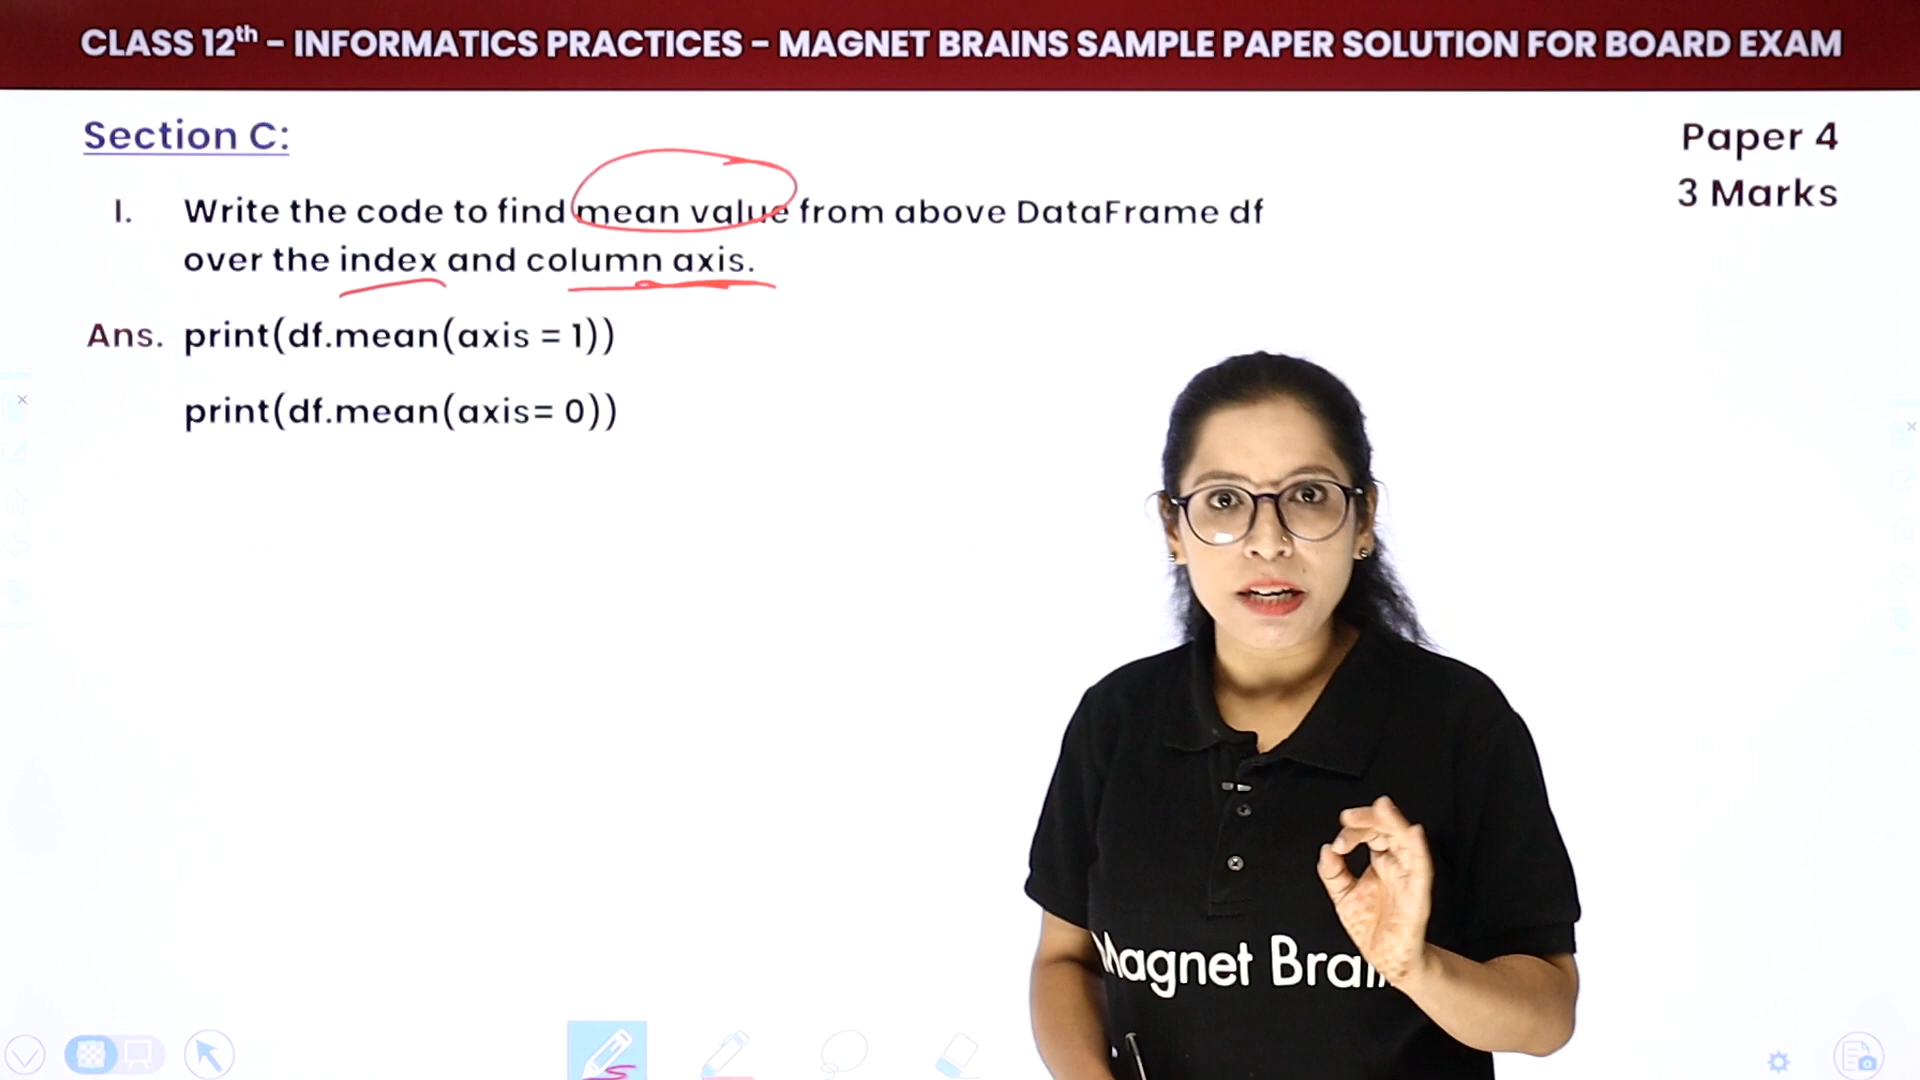 CLASS 12th – INFORMATICS PRACTICES – MAGNET BRAINS SAMPLE PAPER SOLUTION FOR BOARD EXAM
Section C:
Paper 4
3 Marks
I. Write the code to find mean value from above DataFrame df
over the index and column axis.
Ans. print(df.mean(axis = 1))
print(df.mean(axis= 0))
Magnet Brain